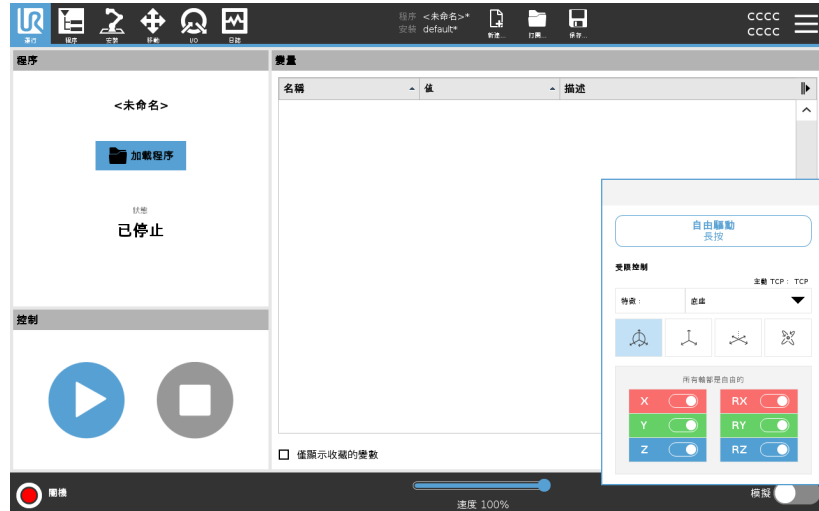 UR
運行
程序
安裝
移動
I/O
日誌
程序 <未命名>*
安裝 default*
新建...
打開...
保存...
CCCC
CCCC
程序
<未命名>
加載程序
狀態
已停止
控制
變量
名稱
值
描述
僅顯示收藏的變數
自由驅動
長按
受限控制
主動 TCP： TCP
特徵：
底座
所有軸都是自由的
X
RX
Y
RY
Z
RZ
關機
速度 100%
模擬